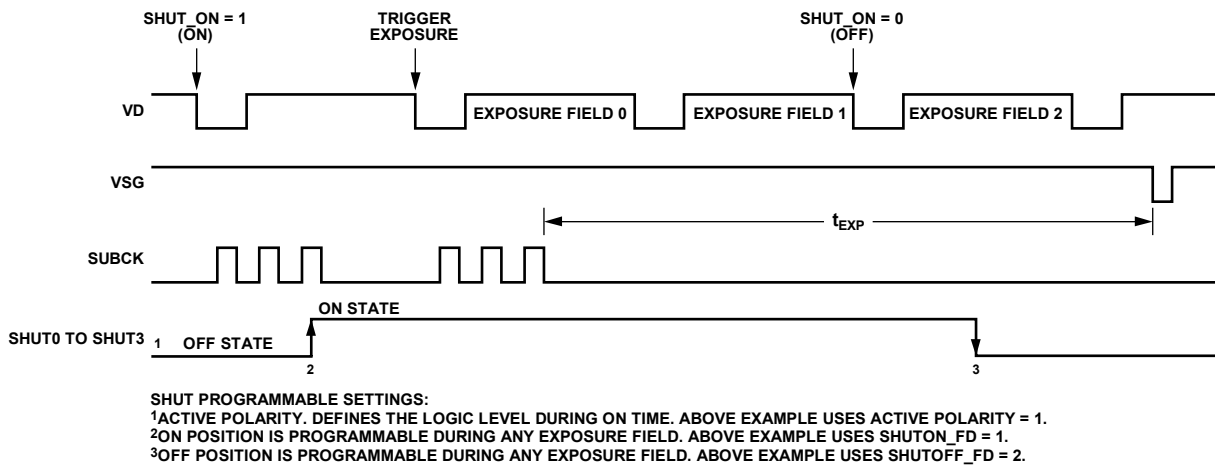 SHUT_ON = 1
(ON)
TRIGGER
EXPOSURE
SHUT_ON = 0
(OFF)
VD
EXPOSURE FIELD 0
EXPOSURE FIELD 1
EXPOSURE FIELD 2
VSG
tEXP
SUBCK
ON STATE
SHUT0 TO SHUT3
1
OFF STATE
2
3
SHUT PROGRAMMABLE SETTINGS:
1ACTIVE POLARITY. DEFINES THE LOGIC LEVEL DURING ON TIME. ABOVE EXAMPLE USES ACTIVE POLARITY = 1.
2ON POSITION IS PROGRAMMABLE DURING ANY EXPOSURE FIELD. ABOVE EXAMPLE USES SHUTON_FD = 1.
3OFF POSITION IS PROGRAMMABLE DURING ANY EXPOSURE FIELD. ABOVE EXAMPLE USES SHUTOFF_FD = 2.